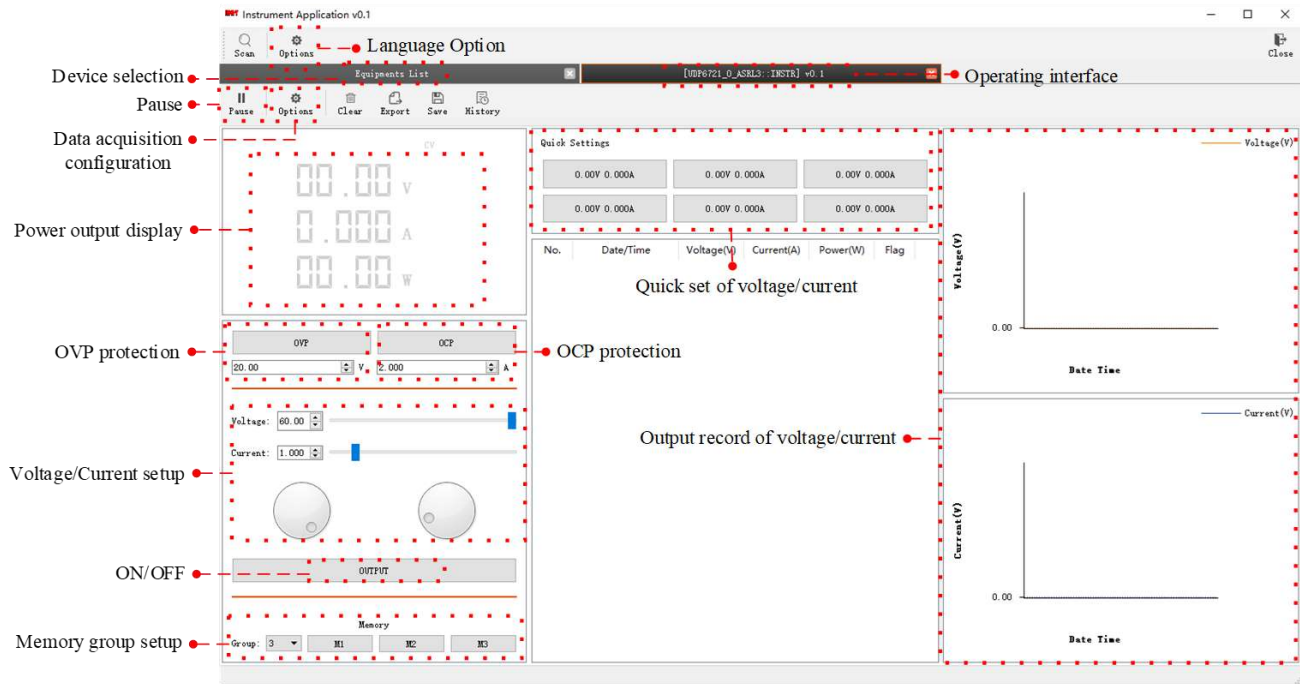 UNI-T Instrument Application v0.1
Scan
Options
Language Option
Close
Device selection
Equipments List
[UDP6721_0_ASRL3::INSTR] v0.1
Operating interface
Pause
Pause
Options
Clear
Export
Save
History
Data acquisition
configuration
CV
Quick Settings
Voltage(V)
00.00 V
0.00V 0.000A
0.00V 0.000A
0.00V 0.000A
Power output display
0.000 A
0.00V 0.000A
0.00V 0.000A
0.00V 0.000A
00.00 W
No.
Date/Time
Voltage(V)
Current(A)
Power(W)
Flag
Quick set of voltage/current
Voltage(V)
0.00
Date Time
OVP protection
OVP
OCP
OCP protection
20.00
V
2.000
A
Voltage:
60.00
Current:
1.000
Current(V)
Output record of voltage/current
Voltage/Current setup
Current(V)
0.00
Date Time
ON/OFF
OUTPUT
Memory
Memory group setup
Group:
3
M1
M2
M3